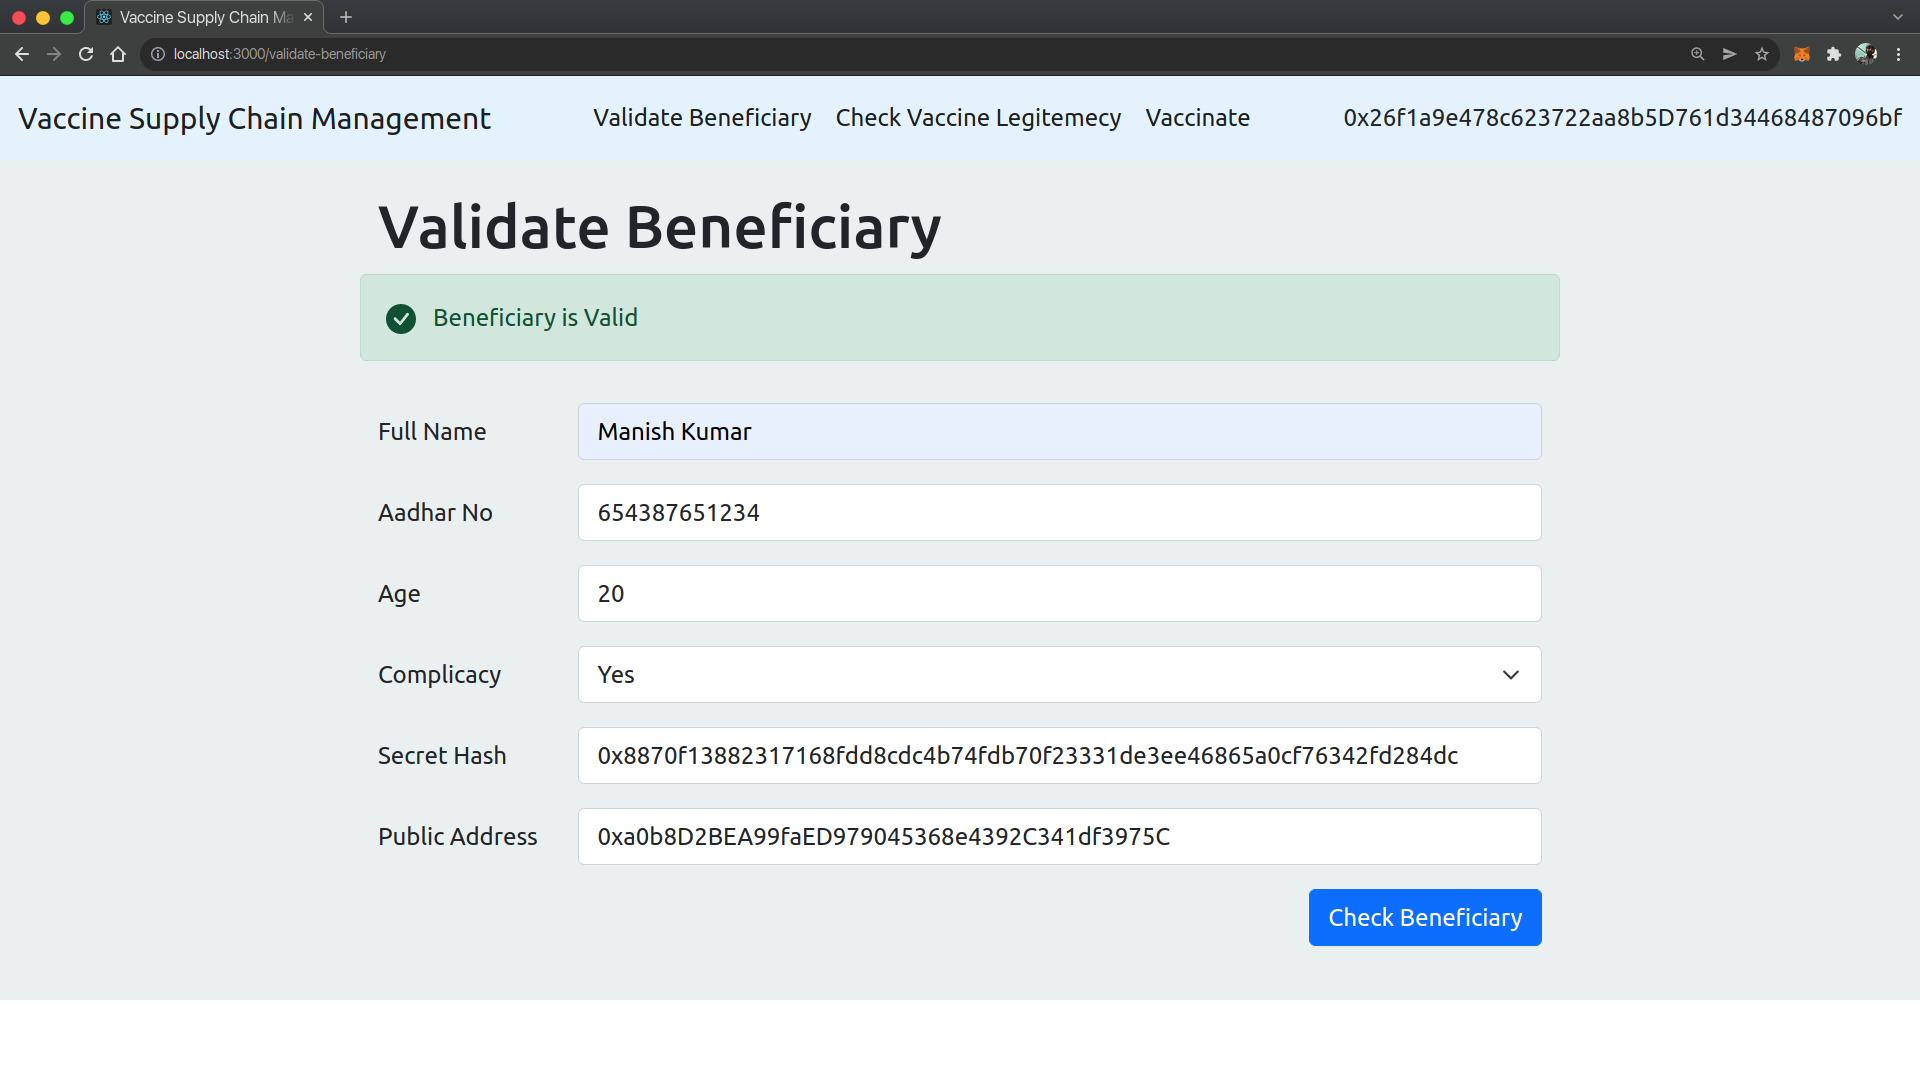 Vaccine Supply Chain Ma
localhost:3000/validate-beneficiary
Vaccine Supply Chain Management Validate Beneficiary Check Vaccine Legitemecy Vaccinate 0x26f1a9e478c623722aa8b5D761d34468487096bf
Validate Beneficiary
Beneficiary is Valid
Full Name Manish Kumar
Aadhar No 654387651234
Age 20
Complicacy Yes
Secret Hash 0x8870f13882317168fdd8cdc4b74fdb70f23331de3ee46865a0cf76342fd284dc
Public Address 0xa0b8D2BEA99faED979045368e4392C341df3975C
Check Beneficiary